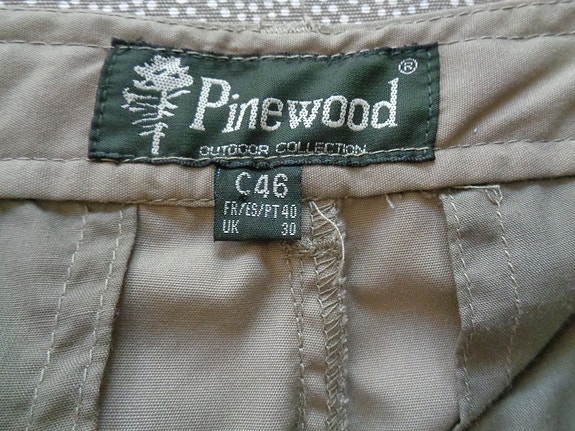 Pinewood®
OUTDOOR COLLECTION
C46
FR/ES/PT 40
UK 30